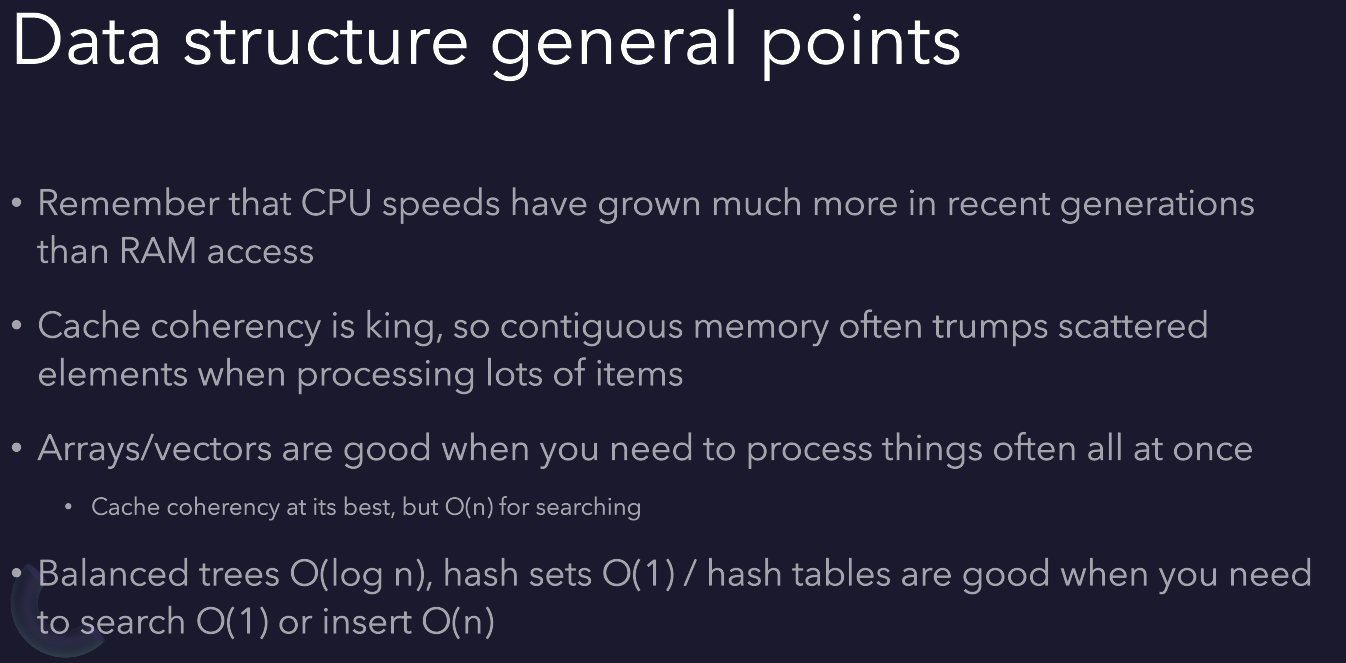 Data structure general points
• Remember that CPU speeds have grown much more in recent generations
than RAM access
• Cache coherency is king, so contiguous memory often trumps scattered
elements when processing lots of items
• Arrays/vectors are good when you need to process things often all at once
• Cache coherency at its best, but O(n) for searching
• Balanced trees O(log n), hash sets O(1) / hash tables are good when you need
to search O(1) or insert O(n)